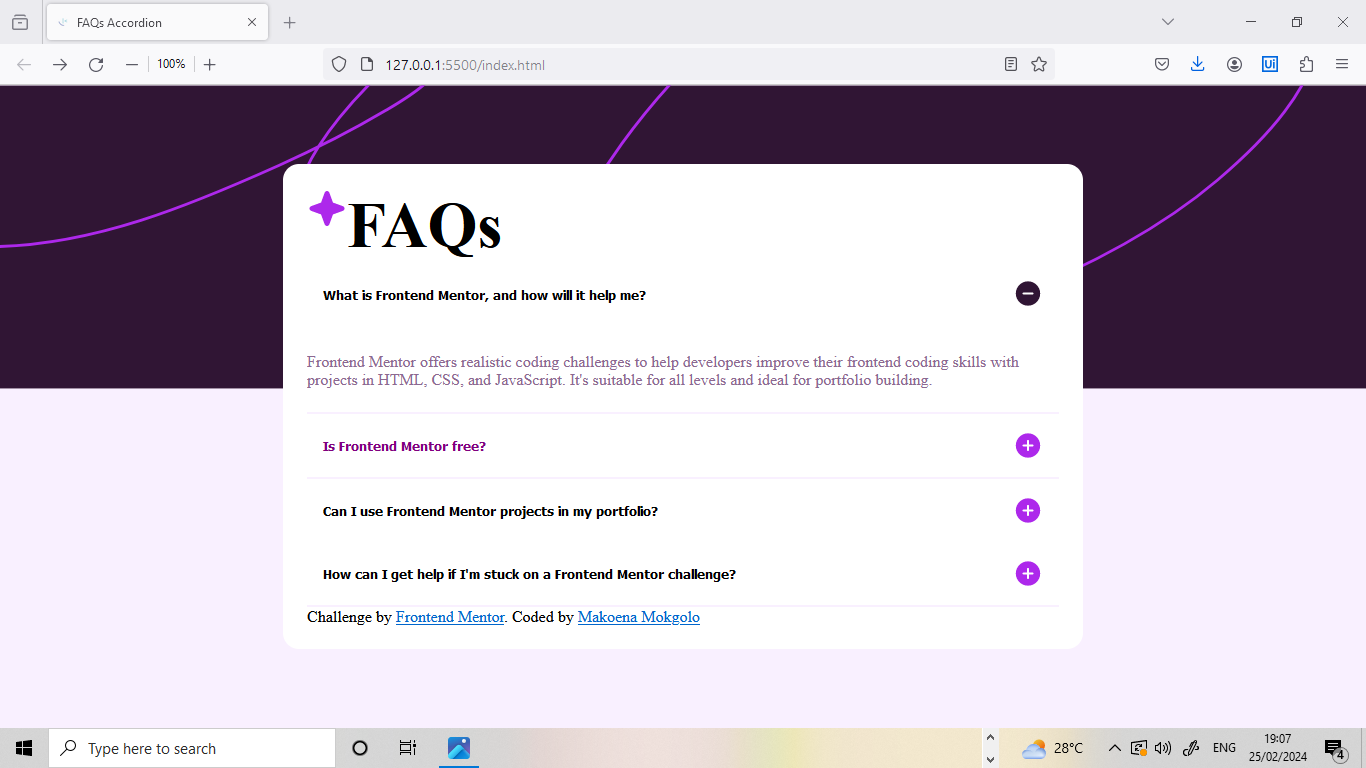 FAQs Accordion
100%
127.0.0.1:5500/index.html
Ui
FAQs
What is Frontend Mentor, and how will it help me?
Frontend Mentor offers realistic coding challenges to help developers improve their frontend coding skills with
projects in HTML, CSS, and JavaScript. It's suitable for all levels and ideal for portfolio building.
Is Frontend Mentor free?
Can I use Frontend Mentor projects in my portfolio?
How can I get help if I'm stuck on a Frontend Mentor challenge?
Challenge by Frontend Mentor. Coded by Makoena Mokgolo
Type here to search
28°C
ENG
19:07
25/02/2024
4